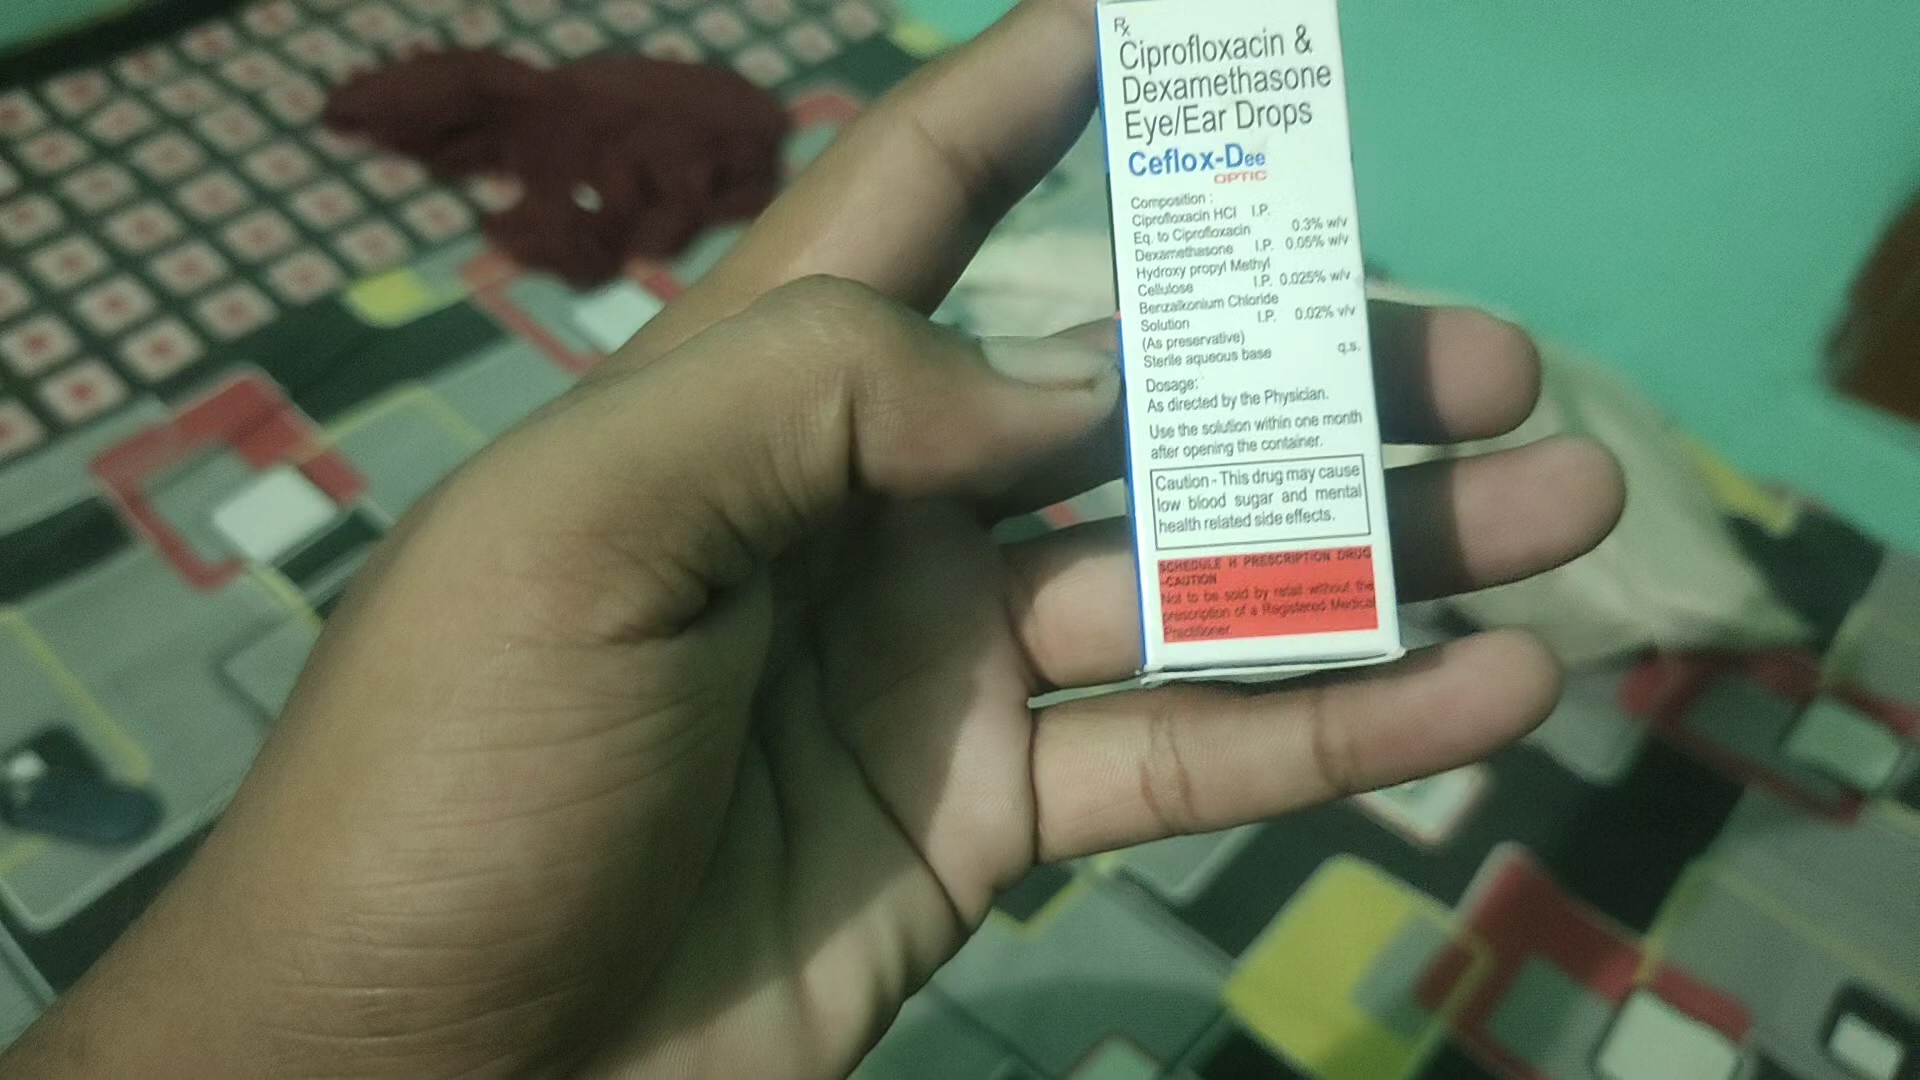 Rx
Ciprofloxacin &
Dexamethasone
Eye/Ear Drops
Ceflox-Dee
OPTIC
Composition :
Ciprofloxacin HCl I.P.
Eq. to Ciprofloxacin 0.3% w/v
Dexamethasone I.P. 0.05% w/v
Hydroxy propyl Methyl
Cellulose I.P. 0.025% w/v
Benzalkonium Chloride
Solution I.P. 0.02% v/v
(As preservative)
Sterile aqueous base q.s.
Dosage:
As directed by the Physician.
Use the solution within one month
after opening the container.
Caution - This drug may cause
low blood sugar and mental
health related side effects.
SCHEDULE H PRESCRIPTION DRUG
-CAUTION
Not to be sold by retail without the
prescription of a Registered Medical
Practitioner.